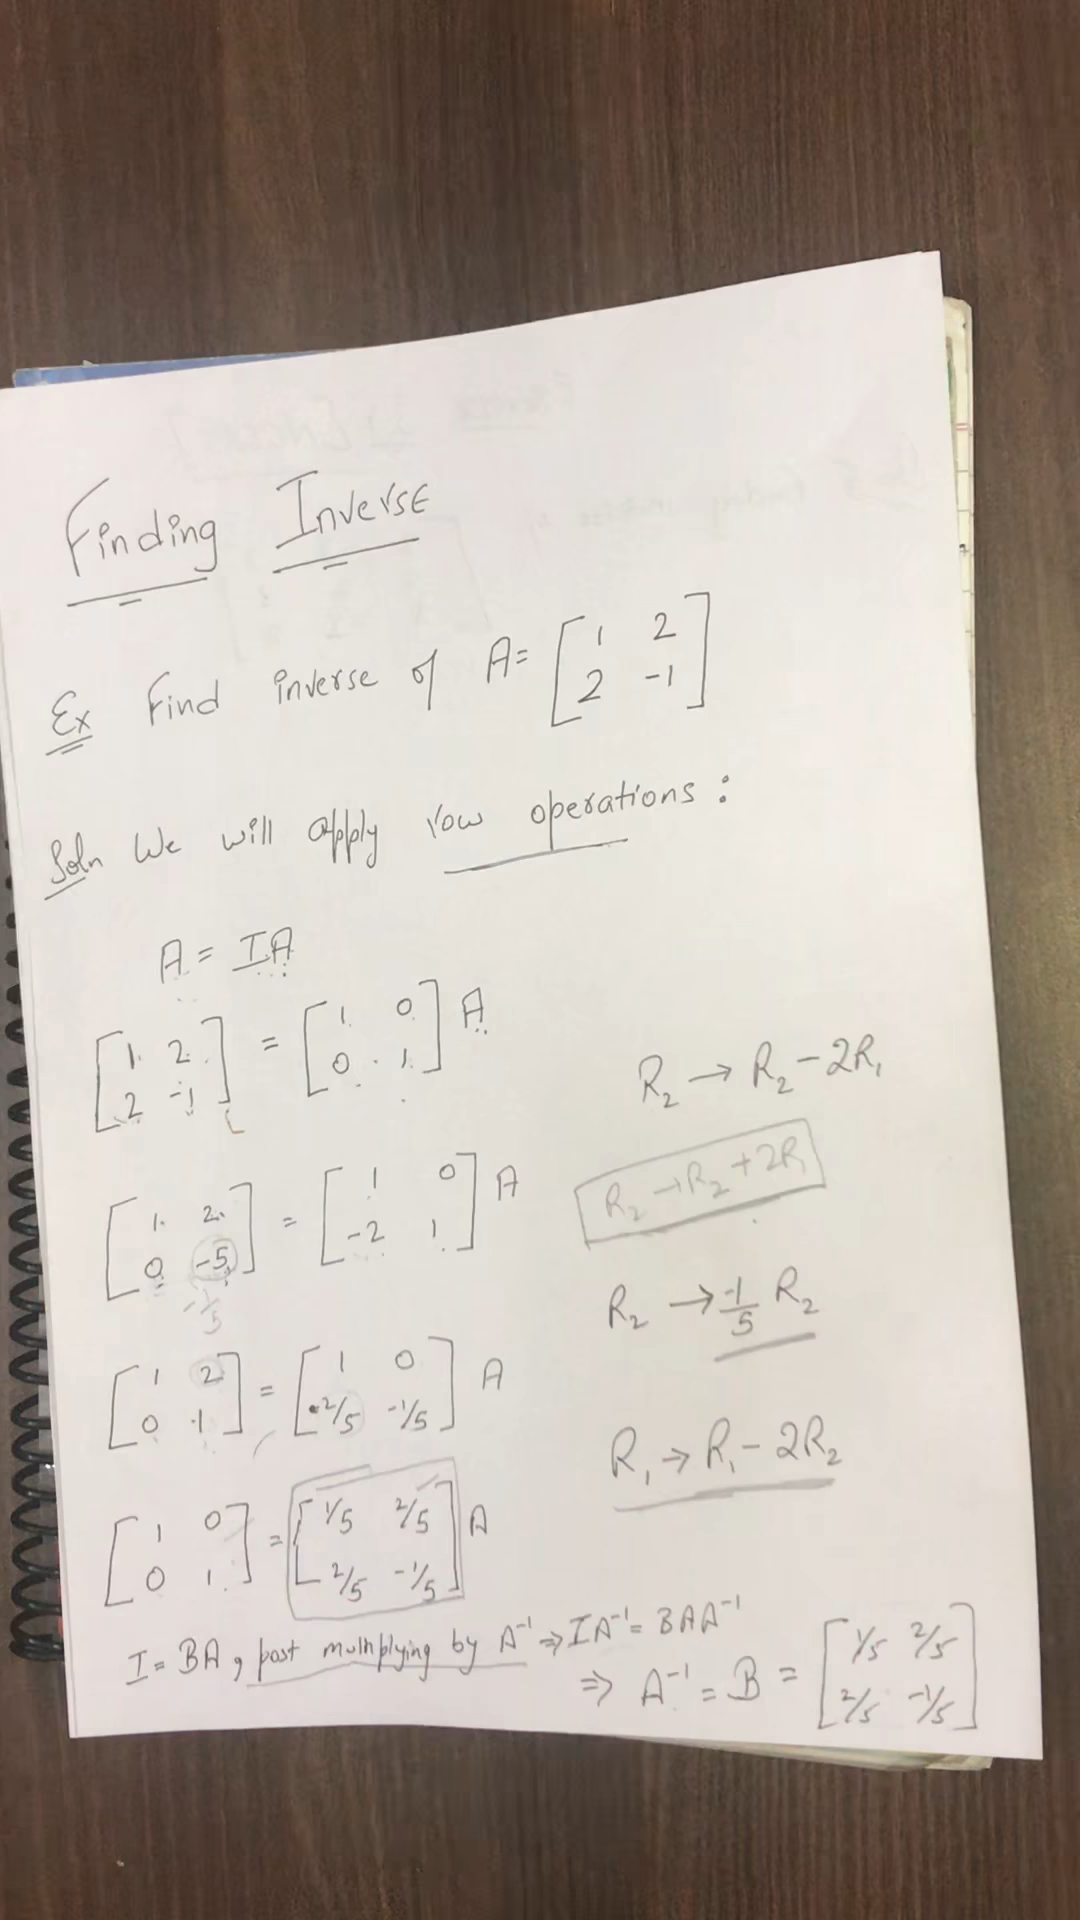 Finding Inverse
Ex Find inverse of A= [1 2
2 -1]
Soln We will apply row operations :
A = IA
[1 2
2 -1] = [1 0
0 1] A
R₂ → R₂ - 2R₁
R₂ → R₂ + 2R₁
[1 2
0 -5] = [1 0
-2 1] A
-1/5
R₂ → -1/5 R₂
[1 2
0 1] = [1 0
2/5 -1/5] A
R₁ → R₁ - 2R₂
[1 0
0 1] = [1/5 2/5
2/5 -1/5] A
I = BA, post multiplying by A⁻¹ ⇒ IA⁻¹ = BAA⁻¹
⇒ A⁻¹ = B = [1/5 2/5
2/5 -1/5]